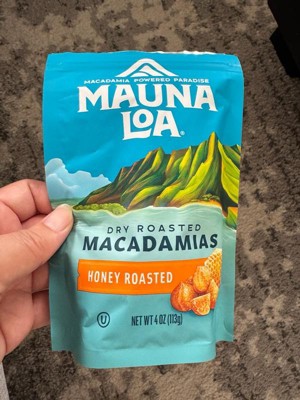 MACADAMIA POWERED PARADISE
MAUNA
LOA®
DRY ROASTED
MACADAMIAS
HONEY ROASTED
U
NET WT 4 OZ (113g)